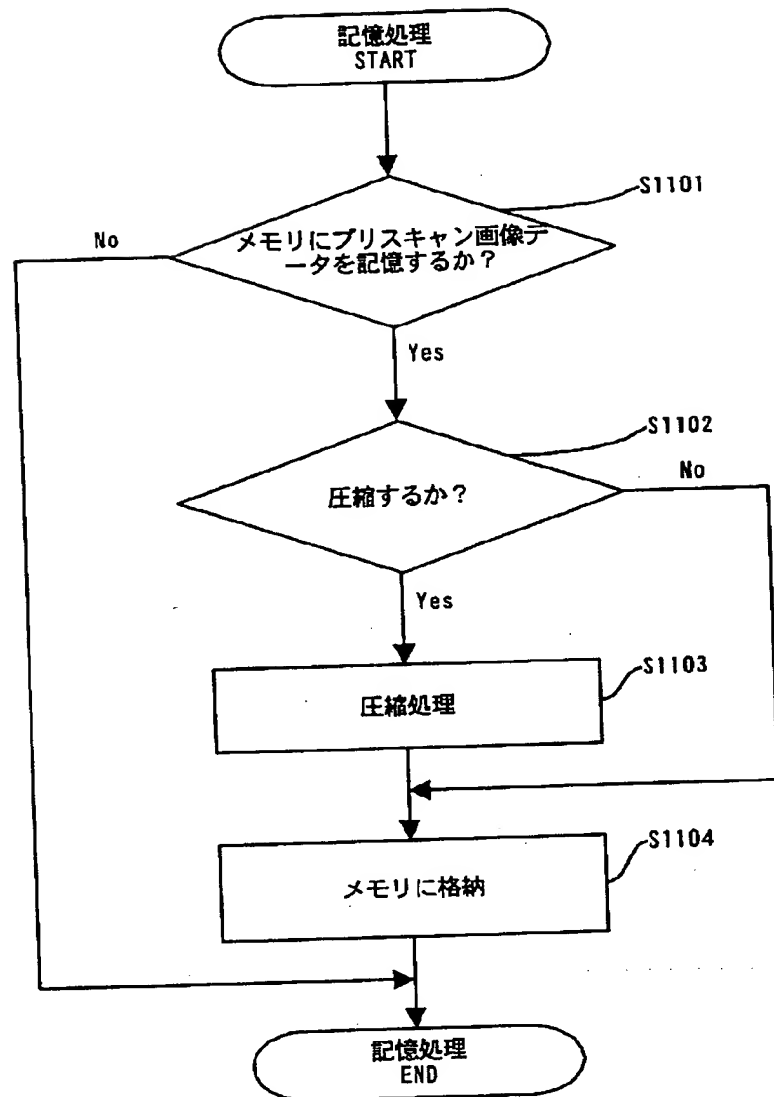 記憶処理
START
S1101
No
メモリにプリスキャン画像デ
ータを記憶するか？
Yes
S1102
No
圧縮するか？
Yes
S1103
圧縮処理
S1104
メモリに格納
記憶処理
END